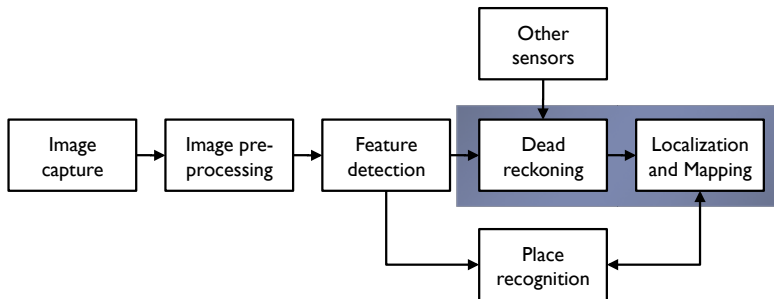 Other
sensors
Image
capture
Image pre-
processing
Feature
detection
Dead
reckoning
Localization
and Mapping
Place
recognition